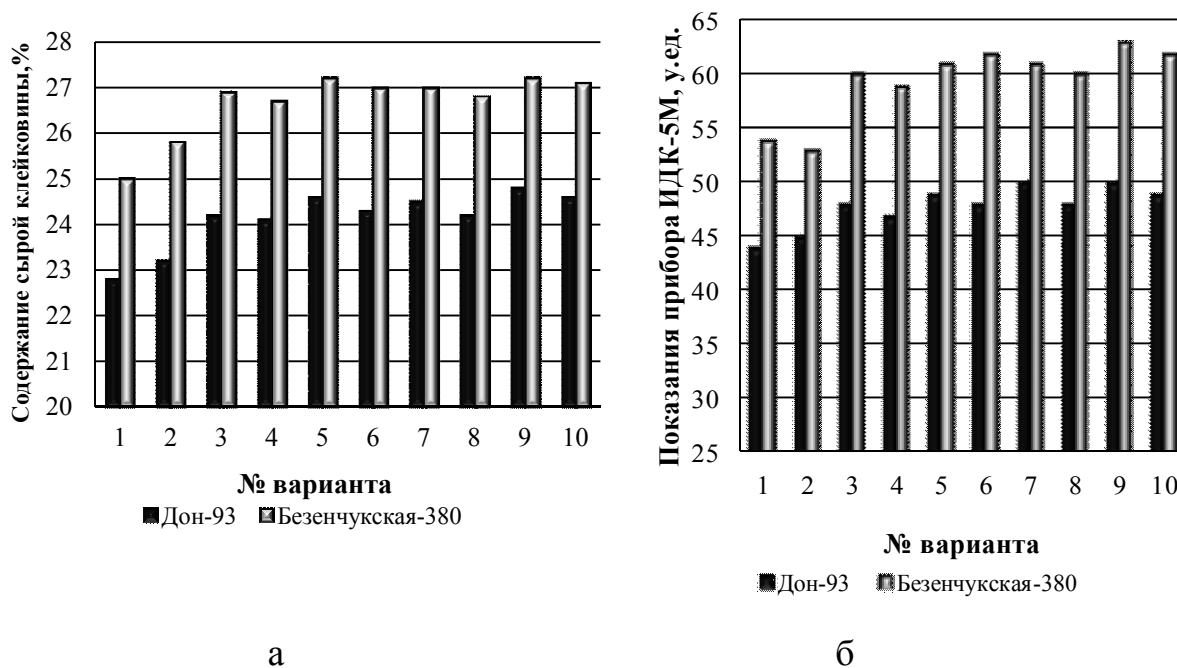 Содержание сырой клейковины,%
28
27
26
25
24
23
22
21
20
1 2 3 4 5 6 7 8 9 10
№ варианта
Дон-93 Безенчукская-380
а
Показания прибора ИДК-5М, у.ед.
65
60
55
50
45
40
35
30
25
1 2 3 4 5 6 7 8 9 10
№ варианта
Дон-93 Безенчукская-380
б